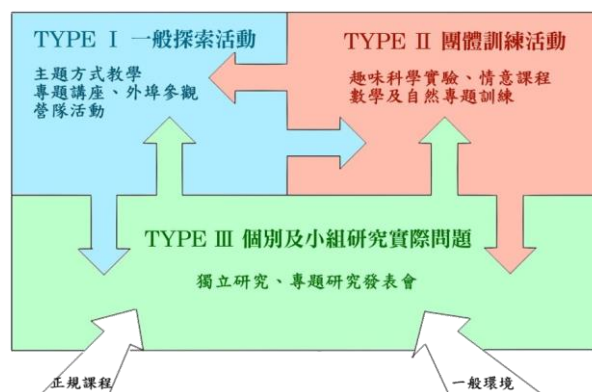 TYPE I 一般探索活動
主題方式教學
專題講座、外埠參觀
營隊活動
TYPE II 團體訓練活動
趣味科學實驗、情意課程
數學及自然專題訓練
TYPE III 個別及小組研究實際問題
獨立研究、專題研究發表會
正規課程
一般環境